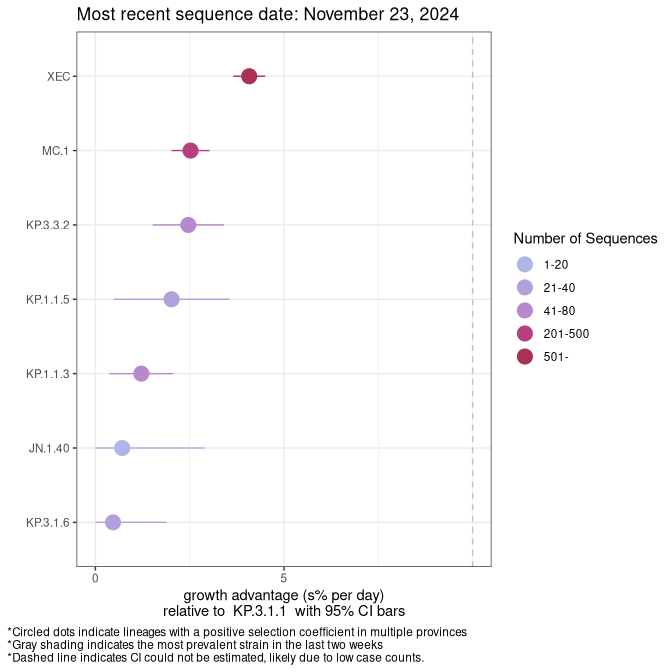 Most recent sequence date: November 23, 2024
XEC
MC.1
KP.3.3.2
KP.1.1.5
KP.1.1.3
JN.1.40
KP.3.1.6
0
5
growth advantage (s% per day)
relative to  KP.3.1.1  with 95% CI bars
Number of Sequences
1-20
21-40
41-80
201-500
501-
*Circled dots indicate lineages with a positive selection coefficient in multiple provinces
*Gray shading indicates the most prevalent strain in the last two weeks
*Dashed line indicates CI could not be estimated, likely due to low case counts.